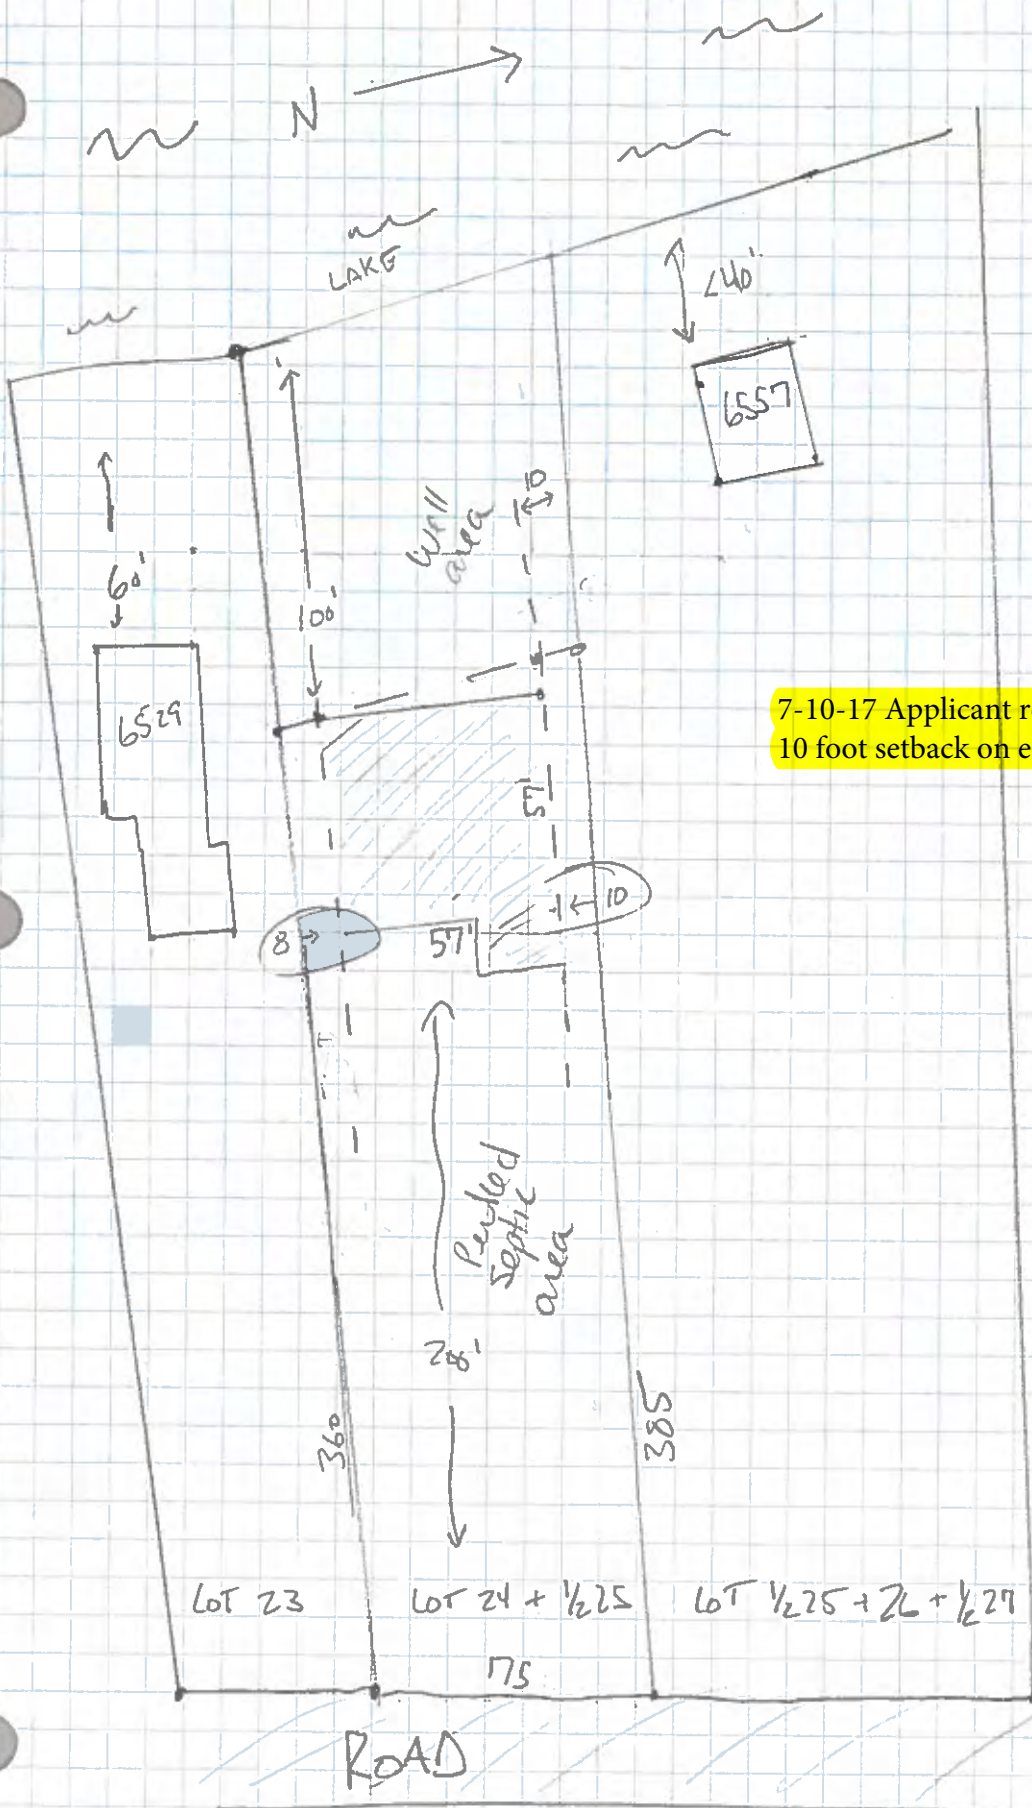 N
LAKE
<40'
6557
10
Well
area
60'
100'
6529
7-10-17 Applicant r
10 foot setback on e
57'
8
57'
10
Perked
Septic
area
200'
360
385
LOT 23
LOT 24 + ½ 25
LOT ½ 25 + 26 + ½ 27
75
ROAD